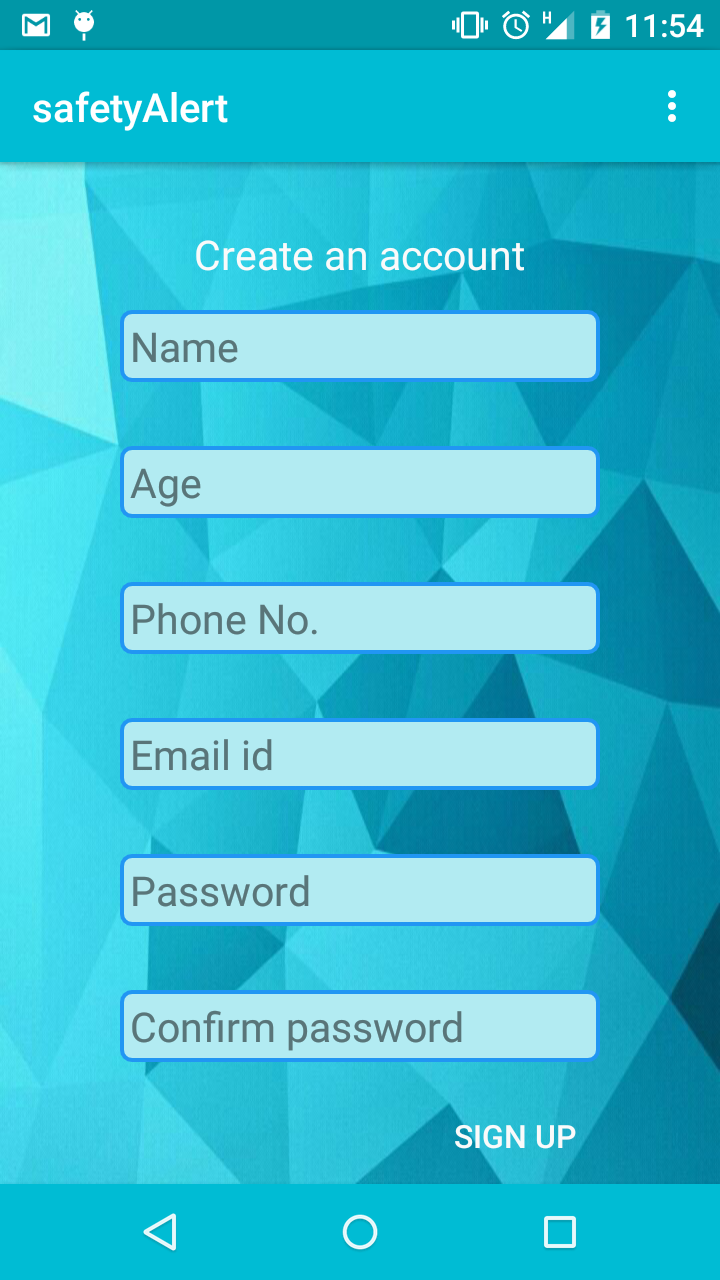 H 11:54
safetyAlert
Create an account
Name
Age
Phone No.
Email id
Password
Confirm password
SIGN UP